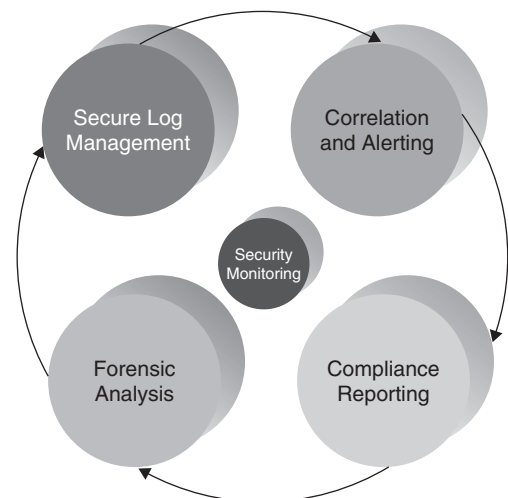 Secure Log
Management
Correlation
and Alerting
Security
Monitoring
Forensic
Analysis
Compliance
Reporting